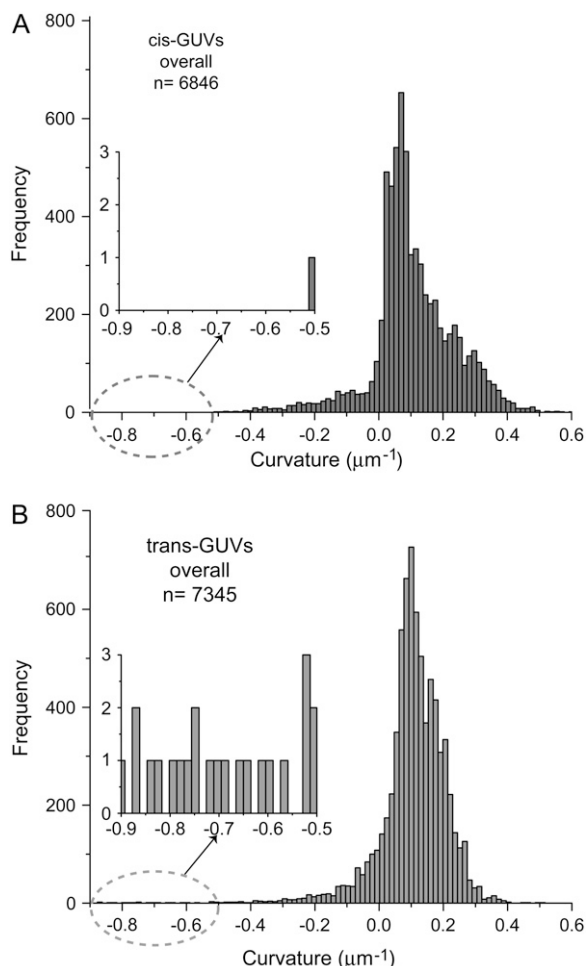 A
cis-GUVs
overall
n= 6846
Frequency
800
600
400
200
0
3
2
1
0
-0.9 -0.8 -0.7 -0.6 -0.5
-0.8 -0.6 -0.4 -0.2 0.0 0.2 0.4 0.6
Curvature (μm⁻¹)
B
trans-GUVs
overall
n= 7345
Frequency
800
600
400
200
0
3
2
1
0
-0.9 -0.8 -0.7 -0.6 -0.5
-0.8 -0.6 -0.4 -0.2 0.0 0.2 0.4 0.6
Curvature (μm⁻¹)